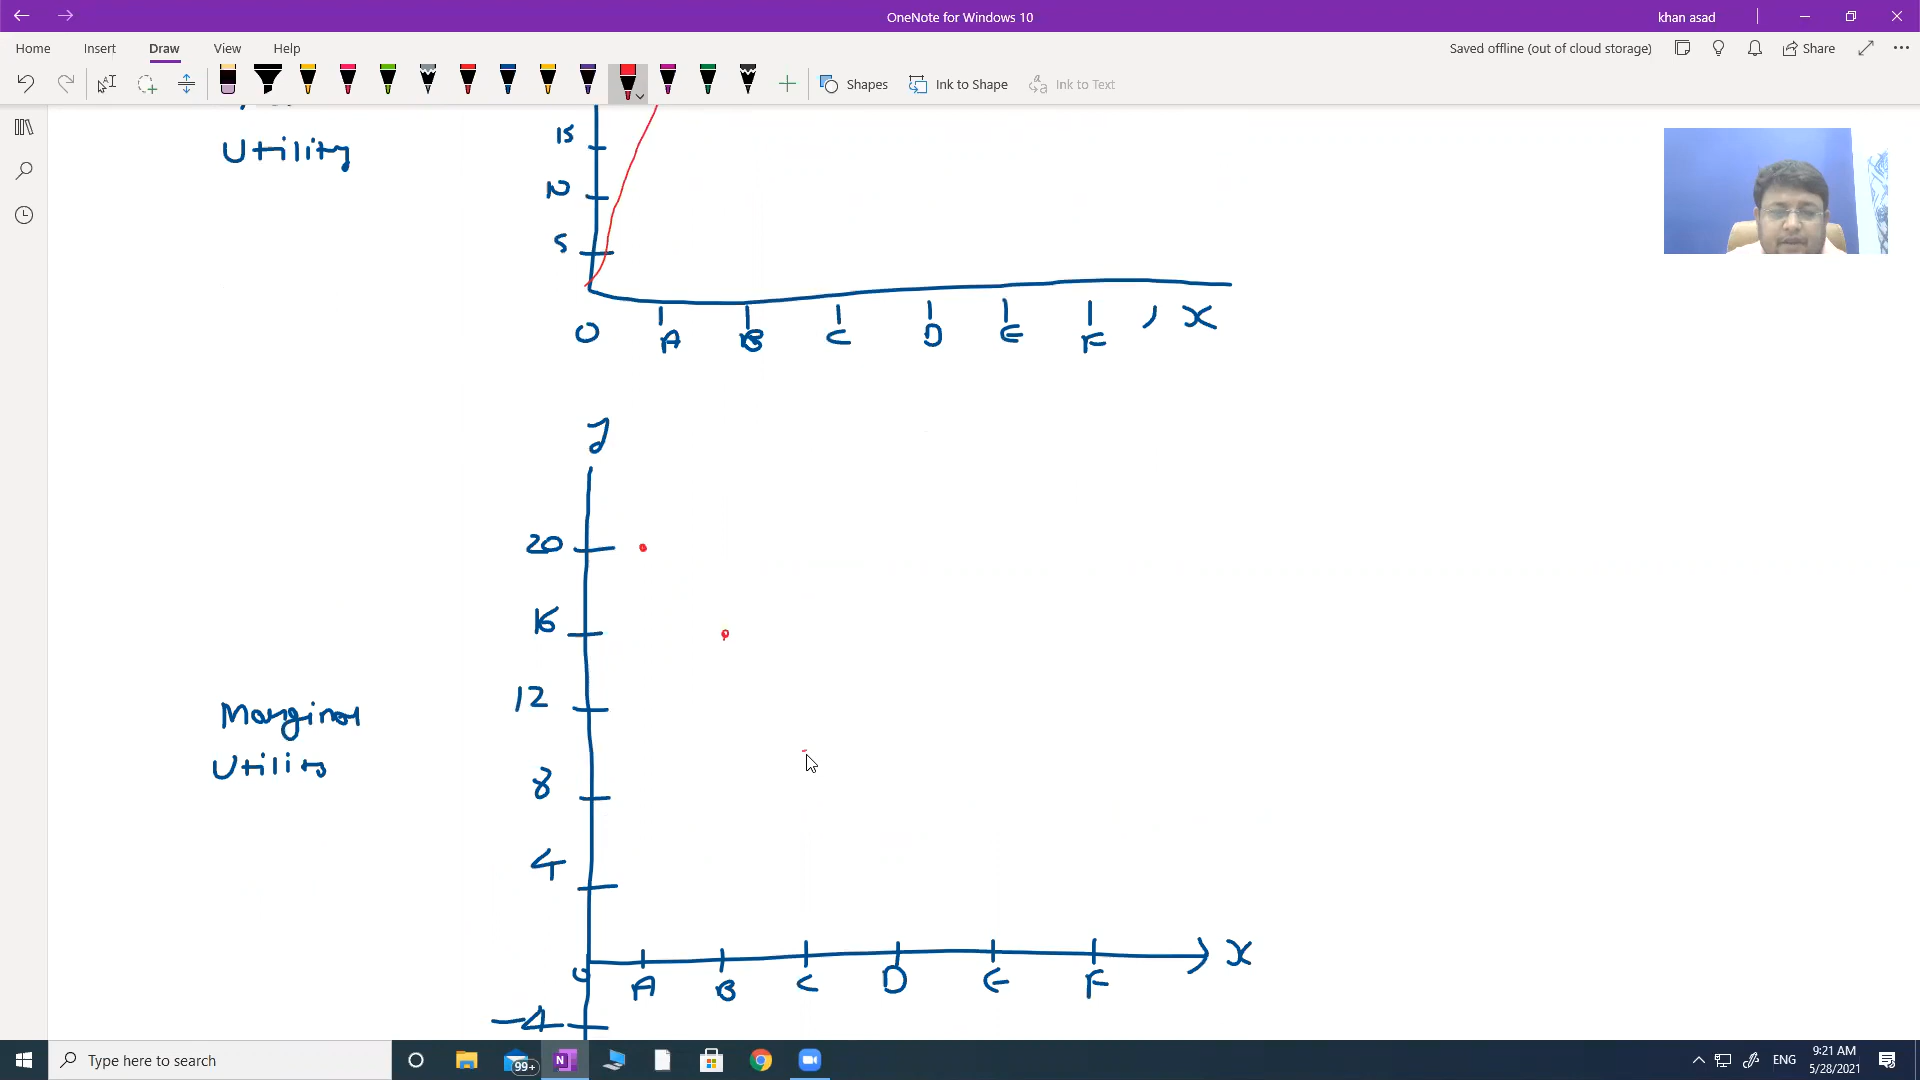 OneNote for Windows 10
khan asad
Home Insert Draw View Help
Saved offline (out of cloud storage)
Share
Shapes
Ink to Shape
Ink to Text
Utility
15
10
5
O A B C D E F , X
y
20
16
12
8
4
O A B C D E F X
-4
Marginal
Utility
Type here to search
99+
ENG
9:21 AM
5/28/2021